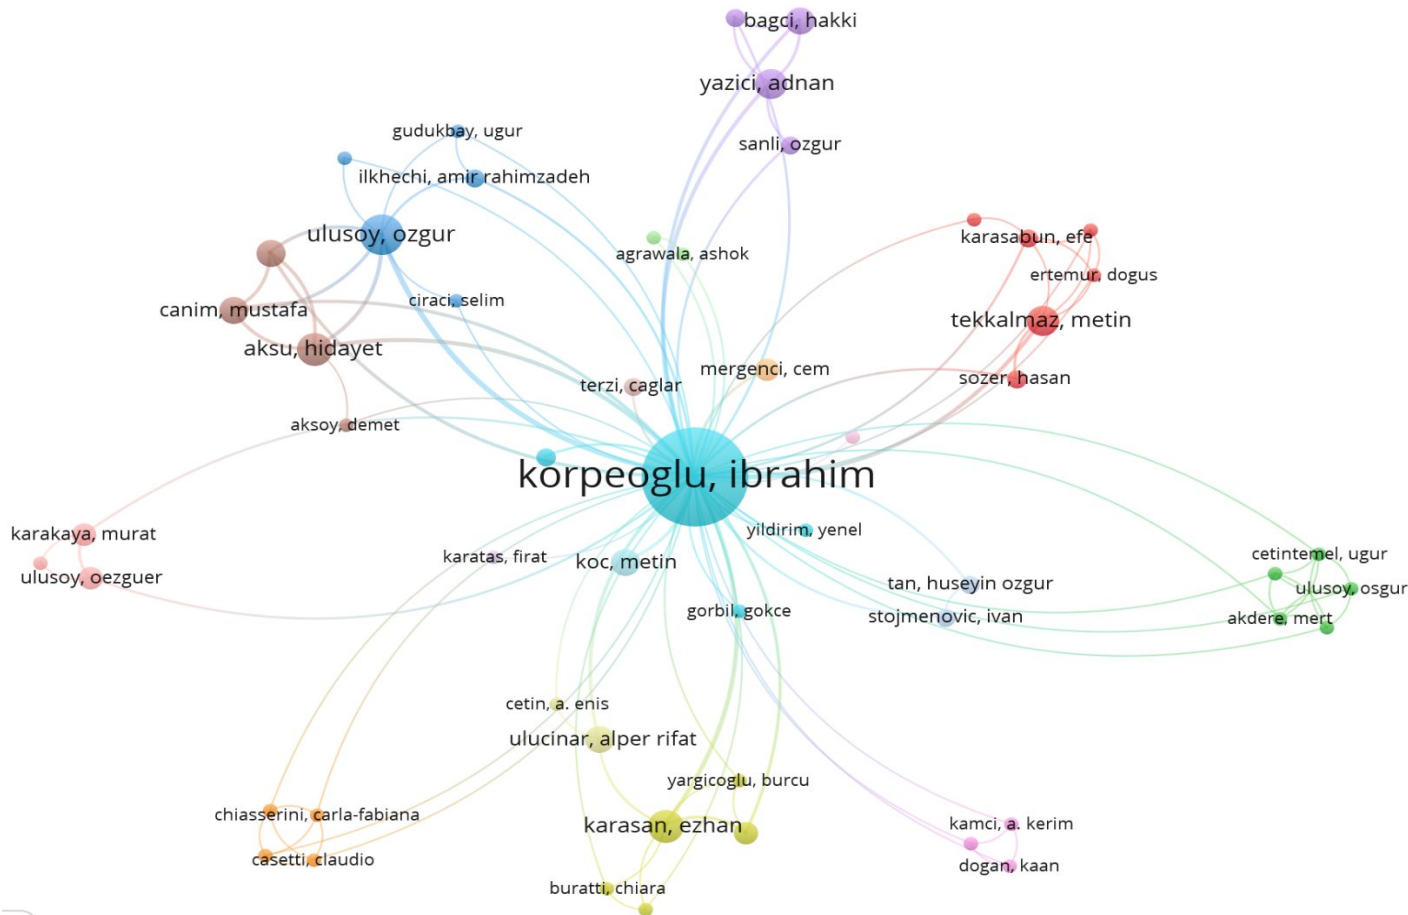 bagci, hakki
yazici, adnan
gudukbay, ugur
sanli, ozgur
ilkhechi, amir rahimzadeh
ulusoy, ozgur
karasabun, efe
agrawala, ashok
ertemur, dogus
ciraci, selim
canim, mustafa
tekkalmaz, metin
aksu, hidayet
mergenci, cem
sozer, hasan
terzi, caglar
aksoy, demet
korpeoglu, ibrahim
yildirim, yenel
karakaya, murat
karatas, firat
cetintemel, ugur
koc, metin
ulusoy, oezguer
tan, huseyin ozgur
ulusoy, osgur
gorbil, gokce
stojmenovic, ivan
akdere, mert
cetin, a. enis
ulucinar, alper rifat
yargicoglu, burcu
chiasserini, carla-fabiana
karasan, ezhan
kamci, a. kerim
casetti, claudio
dogan, kaan
buratti, chiara